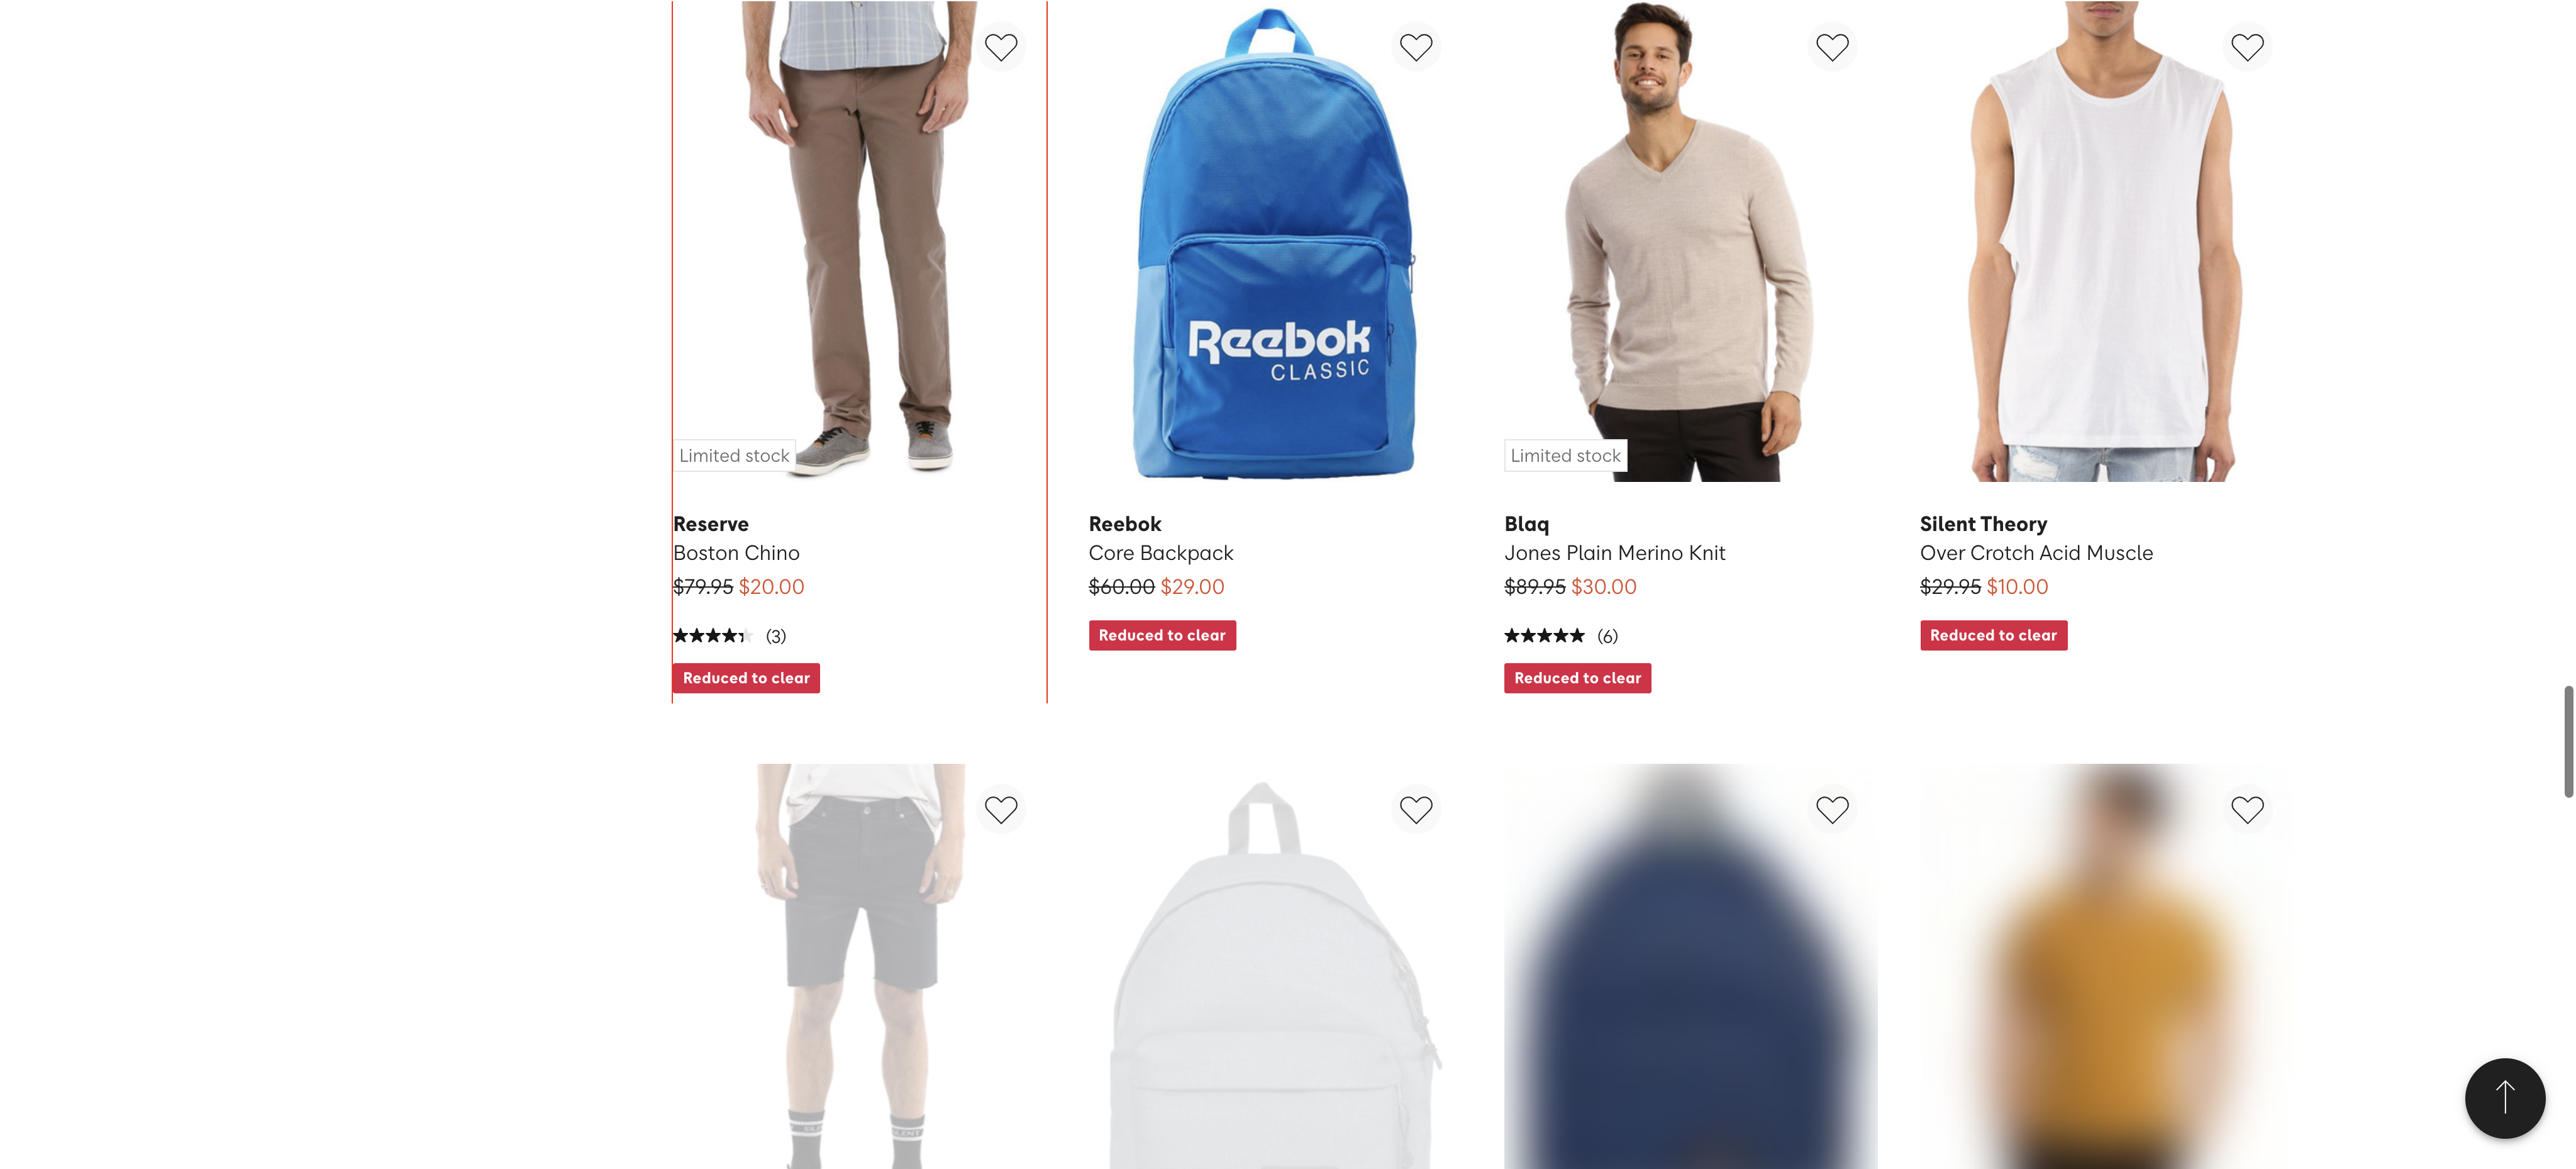 Reebok
CLASSIC
Limited stock
Limited stock
Reserve
Boston Chino
$79.95 $20.00
(3)
Reduced to clear
Reebok
Core Backpack
$60.00 $29.00
Reduced to clear
Blaq
Jones Plain Merino Knit
$89.95 $30.00
(6)
Reduced to clear
Silent Theory
Over Crotch Acid Muscle
$29.95 $10.00
Reduced to clear